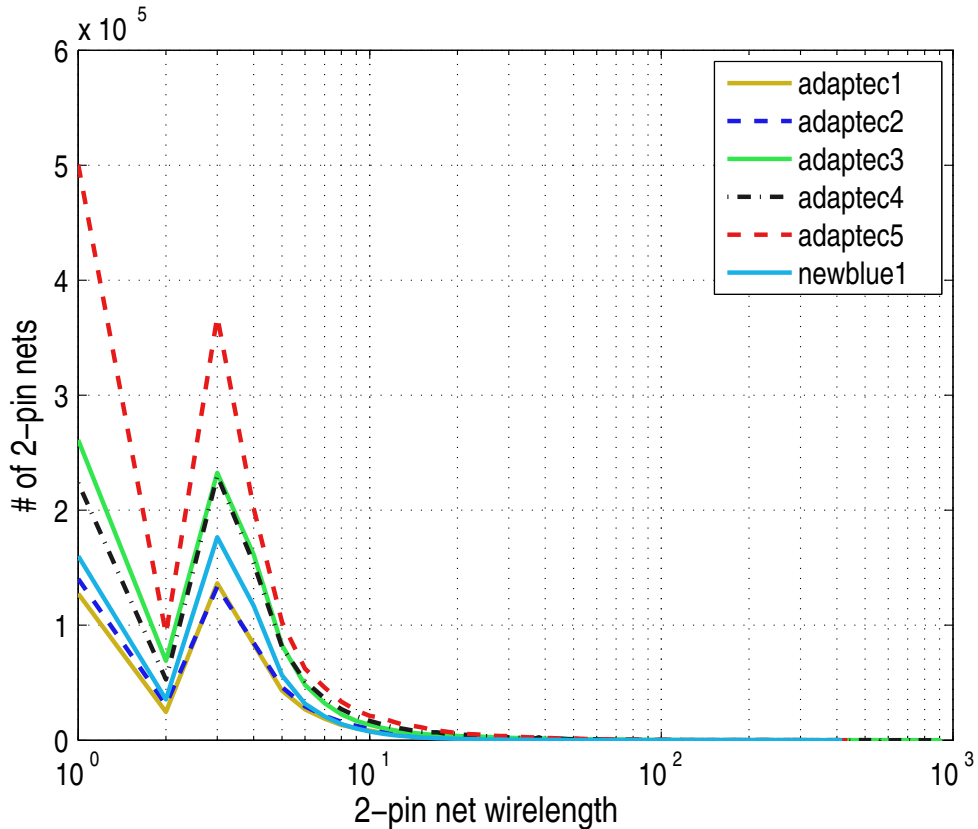 x 10 5
6
5
4
3
2
1
0
# of 2-pin nets
adaptec1
adaptec2
adaptec3
adaptec4
adaptec5
newblue1
10 0
10 1
10 2
10 3
2-pin net wirelength